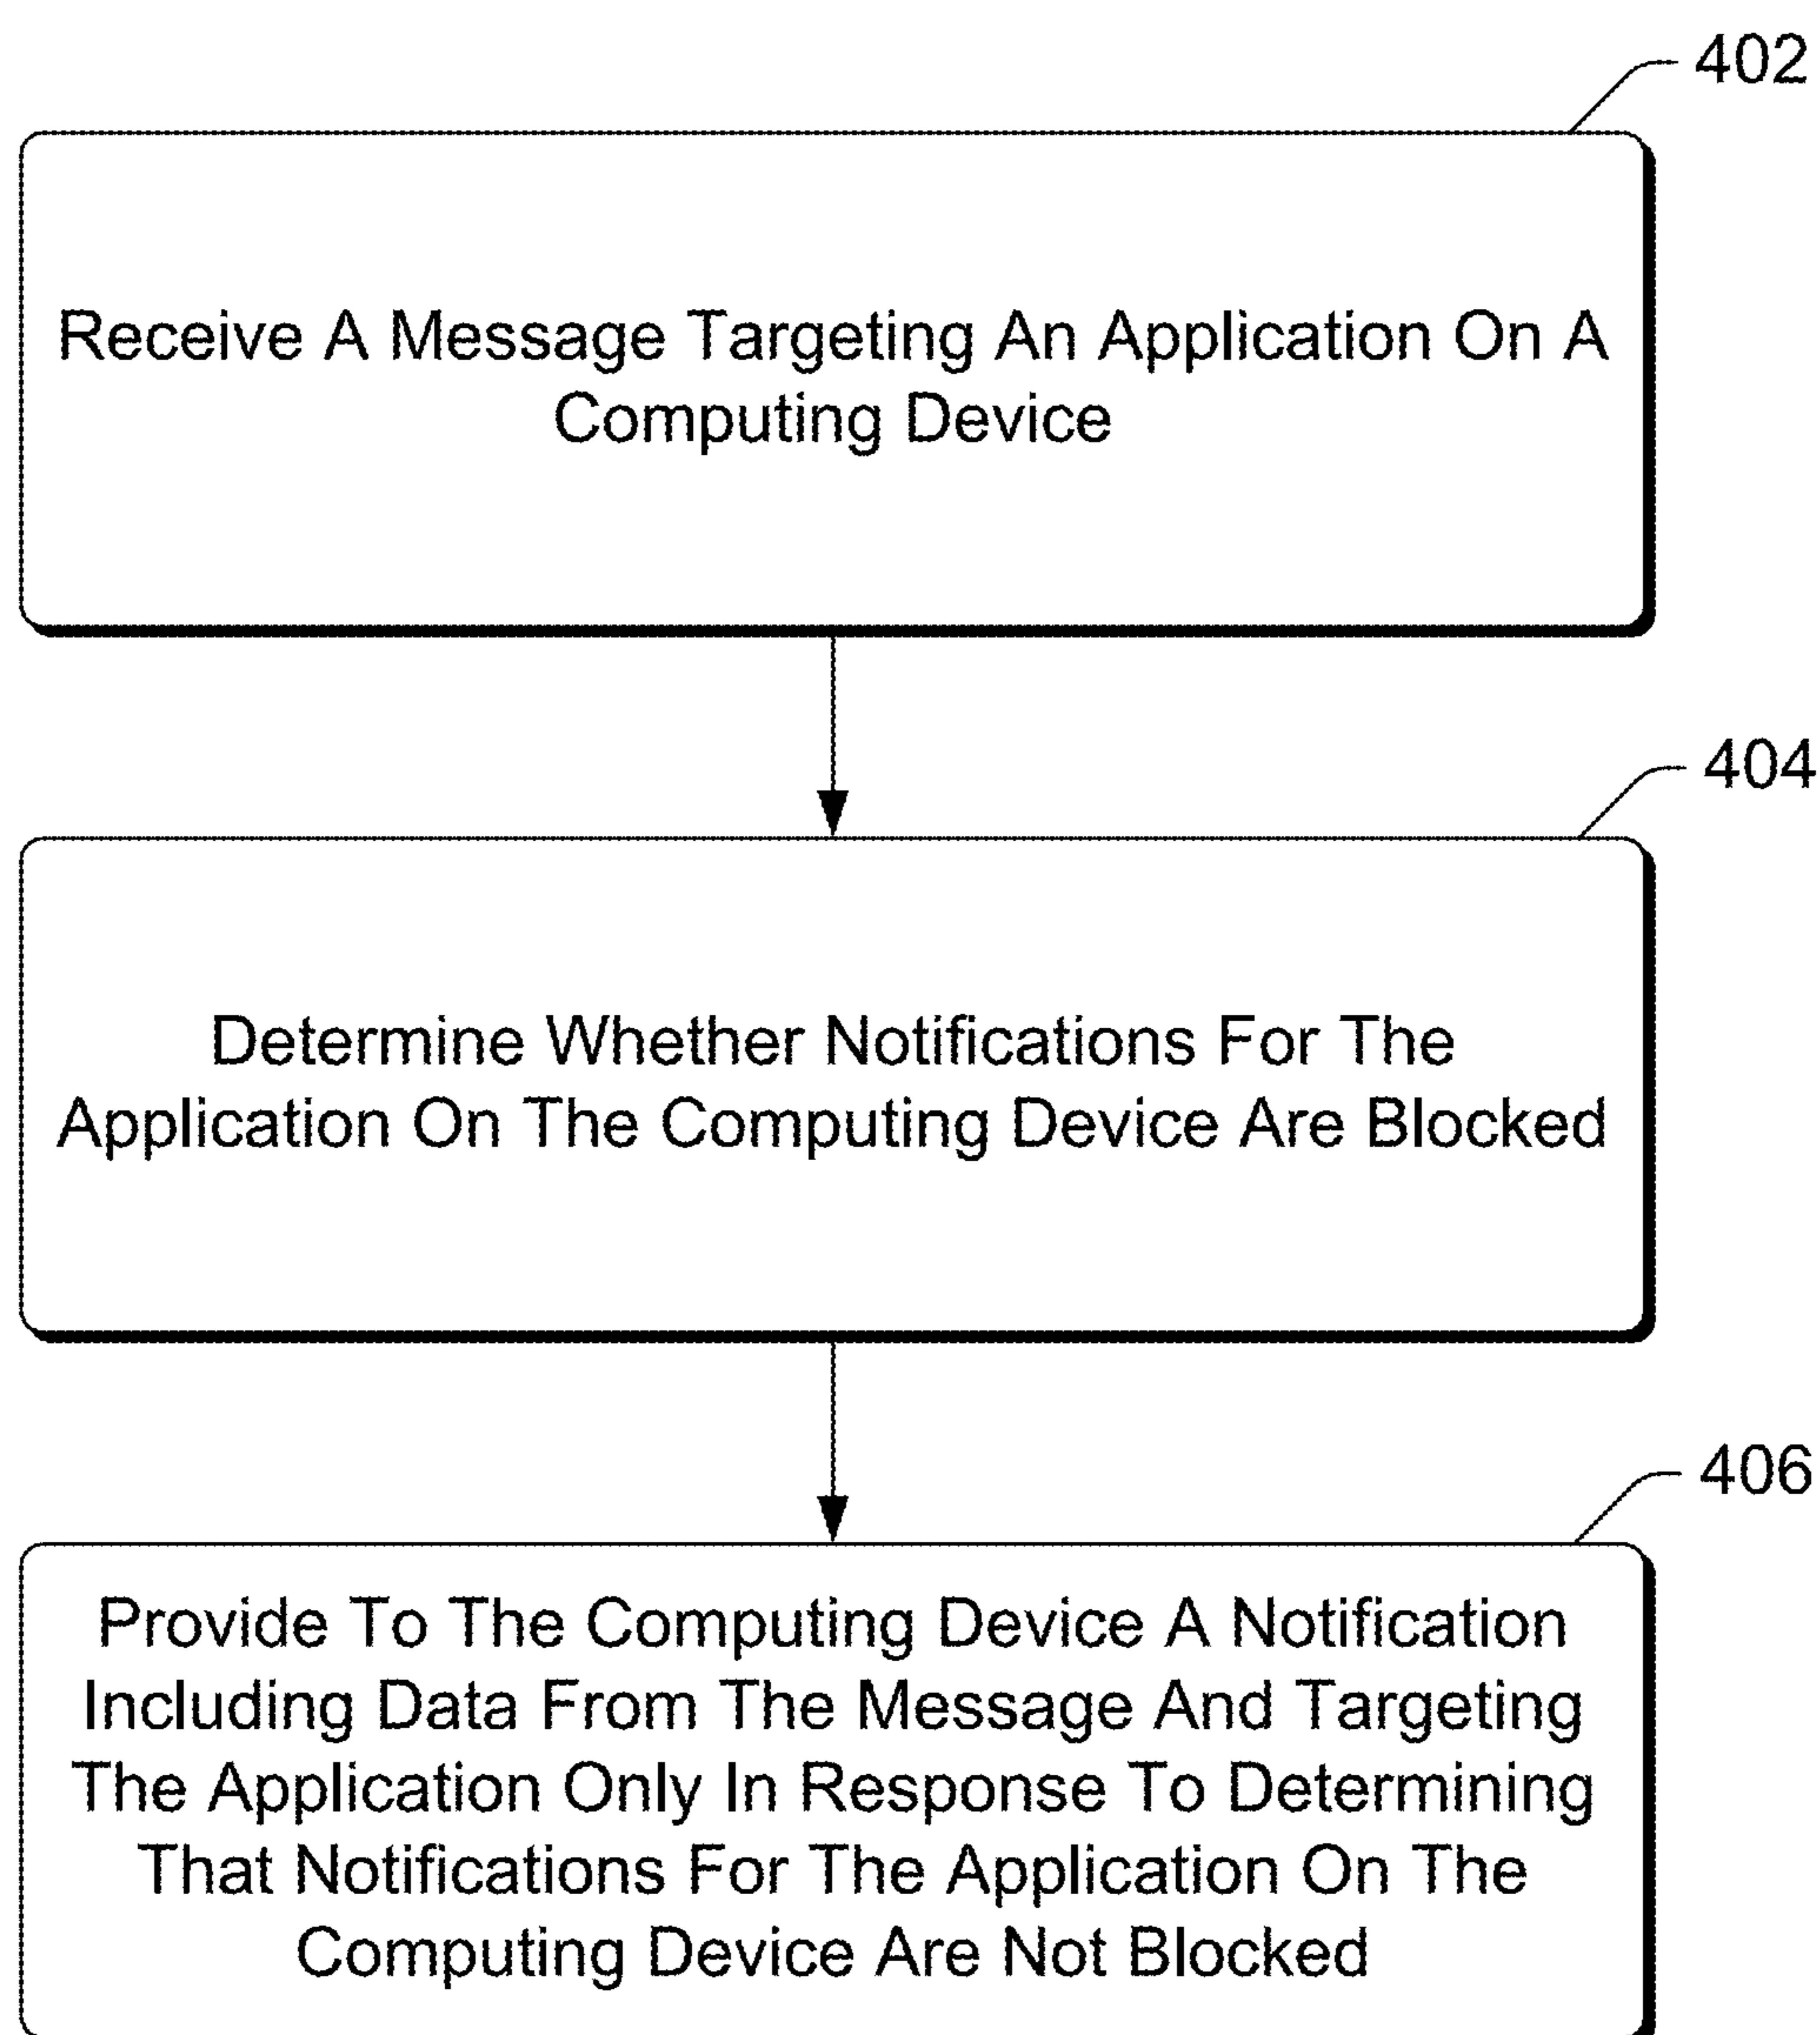 402
Receive A Message Targeting An Application On A
Computing Device
404
Determine Whether Notifications For The
Application On The Computing Device Are Blocked
406
Provide To The Computing Device A Notification
Including Data From The Message And Targeting
The Application Only In Response To Determining
That Notifications For The Application On The
Computing Device Are Not Blocked